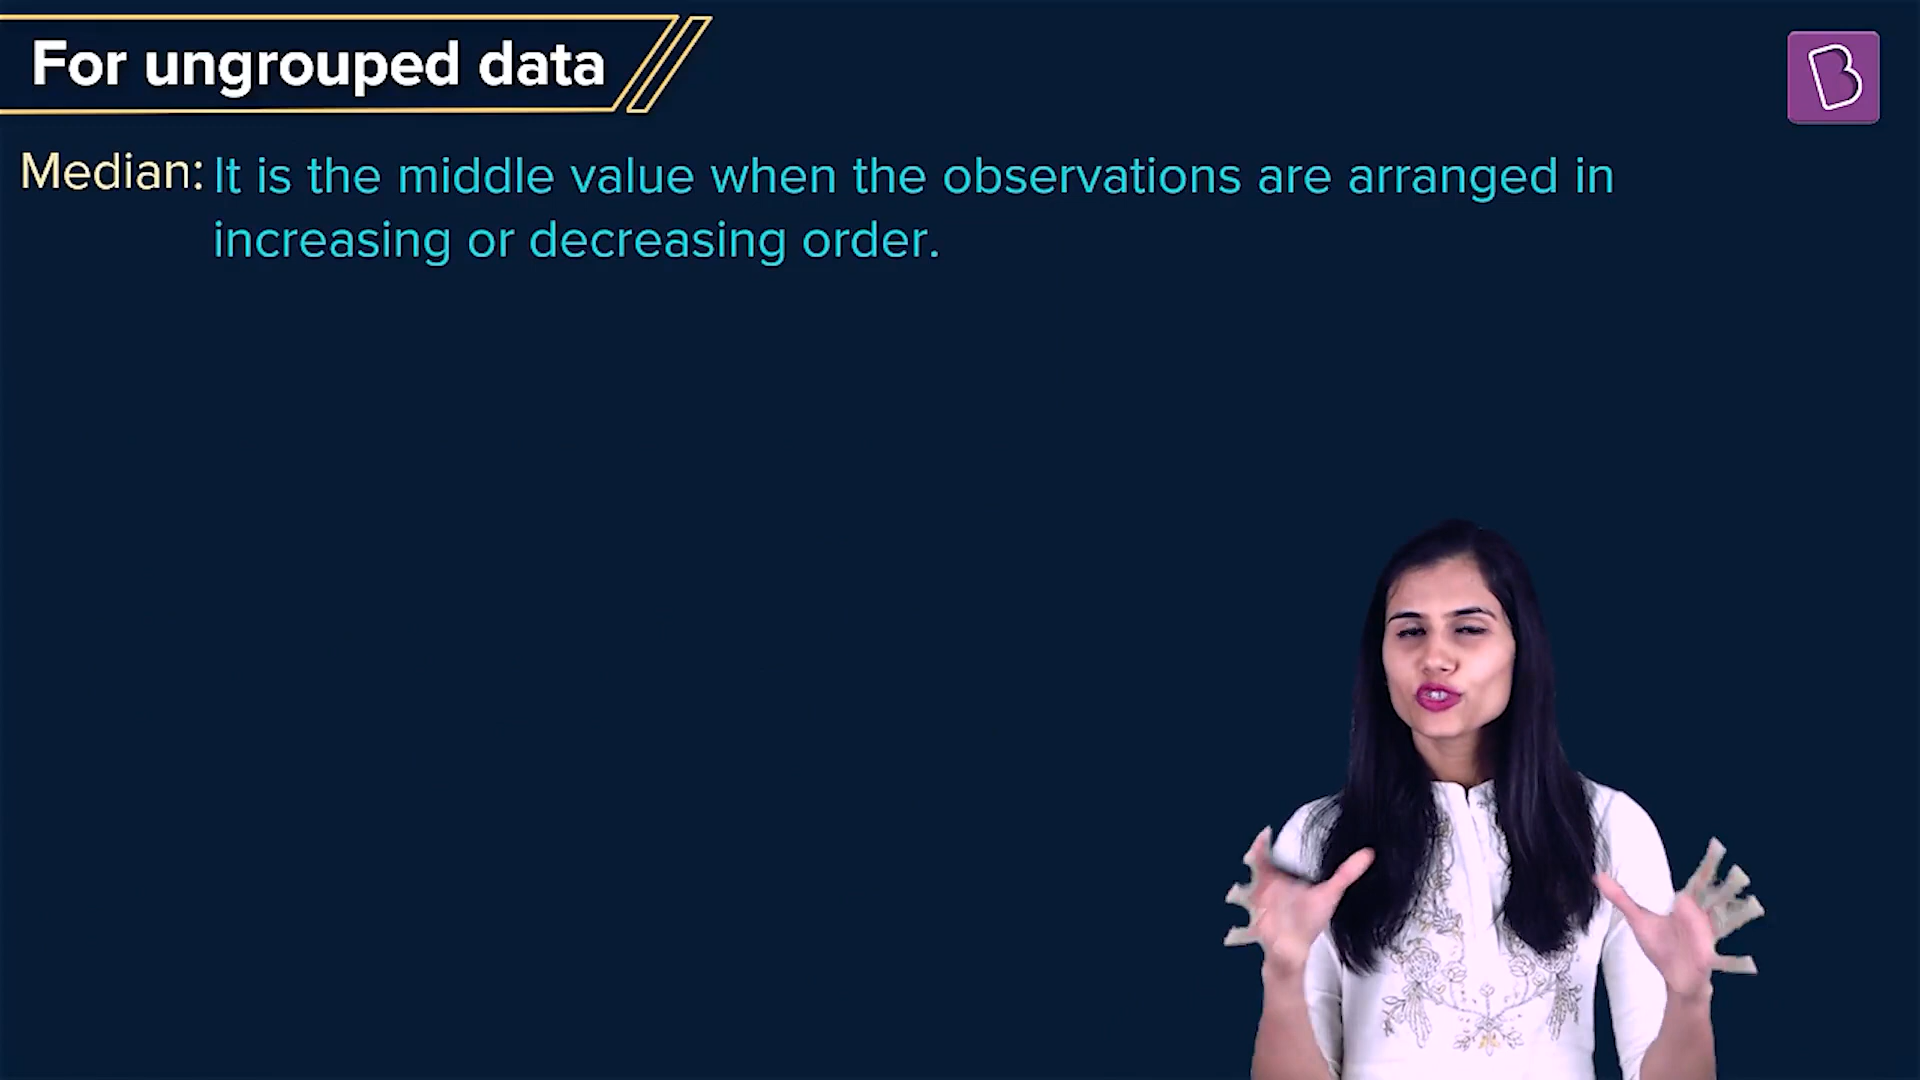 For ungrouped data
Median: It is the middle value when the observations are arranged in
increasing or decreasing order.